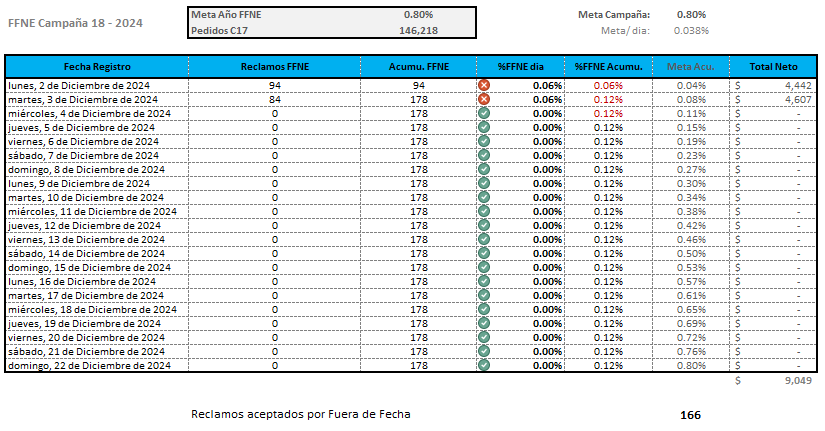 FFNE Campaña 18 - 2024
Meta Año FFNE 0.80%
Pedidos C17 146,218
Meta Campaña: 0.80%
Meta/ dia: 0.038%
Fecha Registro Reclamos FFNE Acumu. FFNE %FFNE dia %FFNE Acumu. Meta Acu. Total Neto
lunes, 2 de Diciembre de 2024 94 94 0.06% 0.06% 0.04% $ 4,442
martes, 3 de Diciembre de 2024 84 178 0.06% 0.12% 0.08% $ 4,607
miércoles, 4 de Diciembre de 2024 0 178 0.00% 0.12% 0.11% $ -
jueves, 5 de Diciembre de 2024 0 178 0.00% 0.12% 0.15% $ -
viernes, 6 de Diciembre de 2024 0 178 0.00% 0.12% 0.19% $ -
sábado, 7 de Diciembre de 2024 0 178 0.00% 0.12% 0.23% $ -
domingo, 8 de Diciembre de 2024 0 178 0.00% 0.12% 0.27% $ -
lunes, 9 de Diciembre de 2024 0 178 0.00% 0.12% 0.30% $ -
martes, 10 de Diciembre de 2024 0 178 0.00% 0.12% 0.34% $ -
miércoles, 11 de Diciembre de 2024 0 178 0.00% 0.12% 0.38% $ -
jueves, 12 de Diciembre de 2024 0 178 0.00% 0.12% 0.42% $ -
viernes, 13 de Diciembre de 2024 0 178 0.00% 0.12% 0.46% $ -
sábado, 14 de Diciembre de 2024 0 178 0.00% 0.12% 0.50% $ -
domingo, 15 de Diciembre de 2024 0 178 0.00% 0.12% 0.53% $ -
lunes, 16 de Diciembre de 2024 0 178 0.00% 0.12% 0.57% $ -
martes, 17 de Diciembre de 2024 0 178 0.00% 0.12% 0.61% $ -
miércoles, 18 de Diciembre de 2024 0 178 0.00% 0.12% 0.65% $ -
jueves, 19 de Diciembre de 2024 0 178 0.00% 0.12% 0.69% $ -
viernes, 20 de Diciembre de 2024 0 178 0.00% 0.12% 0.72% $ -
sábado, 21 de Diciembre de 2024 0 178 0.00% 0.12% 0.76% $ -
domingo, 22 de Diciembre de 2024 0 178 0.00% 0.12% 0.80% $ -
$ 9,049
Reclamos aceptados por Fuera de Fecha 166